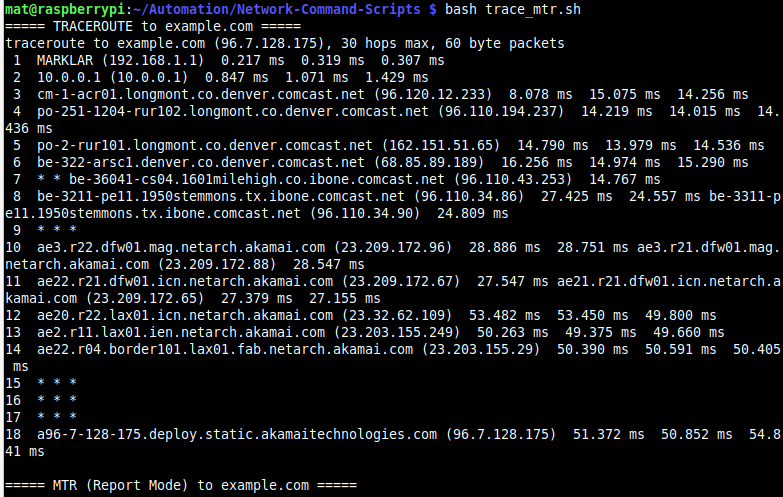 mat@raspberrypi:~/Automation/Network-Command-Scripts $ bash trace_mtr.sh
===== TRACEROUTE to example.com =====
traceroute to example.com (96.7.128.175), 30 hops max, 60 byte packets
 1  MARKLAR (192.168.1.1)  0.217 ms  0.319 ms  0.307 ms
 2  10.0.0.1 (10.0.0.1)  0.847 ms  1.071 ms  1.429 ms
 3  cm-1-acr01.longmont.co.denver.comcast.net (96.120.12.233)  8.078 ms  15.075 ms  14.256 ms
 4  po-251-1204-rur102.longmont.co.denver.comcast.net (96.110.194.237)  14.219 ms  14.015 ms  14.
436 ms
 5  po-2-rur101.longmont.co.denver.comcast.net (162.151.51.65)  14.790 ms  13.979 ms  14.536 ms
 6  be-322-arsc1.denver.co.denver.comcast.net (68.85.89.189)  16.256 ms  14.974 ms  15.290 ms
 7  * * be-36041-cs04.1601milehigh.co.ibone.comcast.net (96.110.43.253)  14.767 ms
 8  be-3211-pe11.1950stemmons.tx.ibone.comcast.net (96.110.34.86)  27.425 ms  24.557 ms be-3311-p
e11.1950stemmons.tx.ibone.comcast.net (96.110.34.90)  24.809 ms
 9  * * *
10  ae3.r22.dfw01.mag.netarch.akamai.com (23.209.172.96)  28.886 ms  28.751 ms ae3.r21.dfw01.mag.
netarch.akamai.com (23.209.172.88)  28.547 ms
11  ae22.r21.dfw01.icn.netarch.akamai.com (23.209.172.67)  27.547 ms ae21.r21.dfw01.icn.netarch.a
kamai.com (23.209.172.65)  27.379 ms  27.155 ms
12  ae20.r22.lax01.icn.netarch.akamai.com (23.32.62.109)  53.482 ms  53.450 ms  49.800 ms
13  ae2.r11.lax01.ien.netarch.akamai.com (23.203.155.249)  50.263 ms  49.375 ms  49.660 ms
14  ae22.r04.border101.lax01.fab.netarch.akamai.com (23.203.155.29)  50.390 ms  50.591 ms  50.405
 ms
15  * * *
16  * * *
17  * * *
18  a96-7-128-175.deploy.static.akamaitechnologies.com (96.7.128.175)  51.372 ms  50.852 ms  54.8
41 ms

===== MTR (Report Mode) to example.com =====